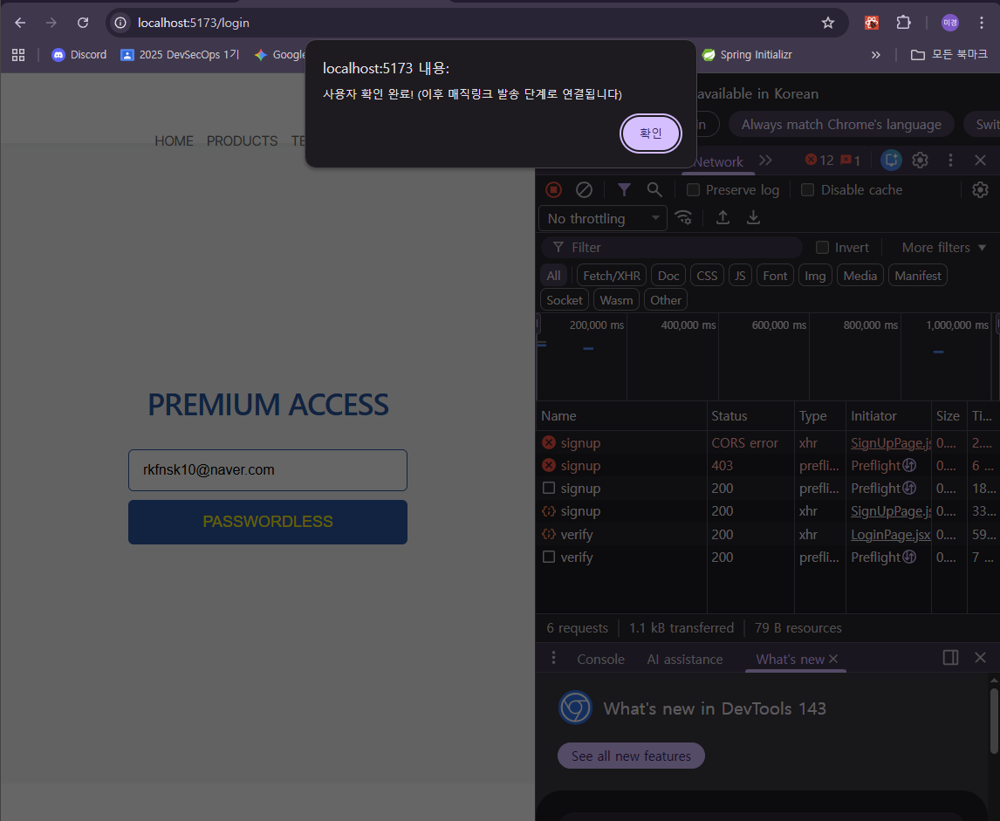 localhost:5173/login
미경
Discord
2025 DevSecOps 1기
Google
Spring Initializr
모든 북마크
localhost:5173 내용:
사용자 확인 완료! (이후 매직링크 발송 단계로 연결됩니다)
확인
HOME PRODUCTS TE
PREMIUM ACCESS
rkfnsk10@naver.com
PASSWORDLESS
available in Korean
in Always match Chrome's language Swit
Network 12 1
Preserve log Disable cache
No throttling
Filter Invert More filters
All Fetch/XHR Doc CSS JS Font Img Media Manifest
Socket Wasm Other
200,000 ms 400,000 ms 600,000 ms 800,000 ms 1,000,000 ms
Name Status Type Initiator Size Ti...
signup CORS error xhr SignUpPage.js 0.... 2....
signup 403 prefli... Preflight 0.... 6 ...
signup 200 prefli... Preflight 0.... 18...
signup 200 xhr SignUpPage.js 0.... 33...
verify 200 xhr LoginPage.jsx 0.... 59...
verify 200 prefli... Preflight 0.... 7 ...
6 requests 1.1 kB transferred 79 B resources
Console AI assistance What's new
What's new in DevTools 143
See all new features